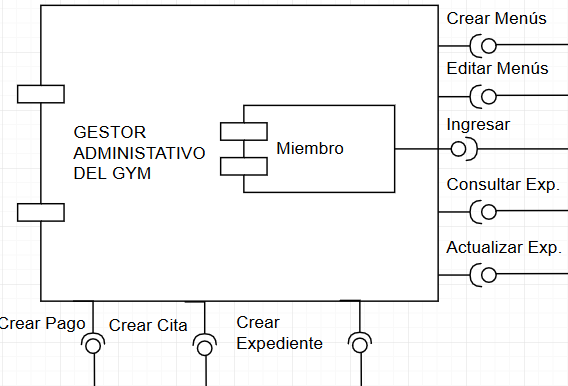 Crear Menús
Editar Menús
Ingresar
GESTOR
ADMINISTATIVO
DEL GYM
Miembro
Consultar Exp.
Actualizar Exp.
Crear Pago
Crear Cita
Crear
Expediente